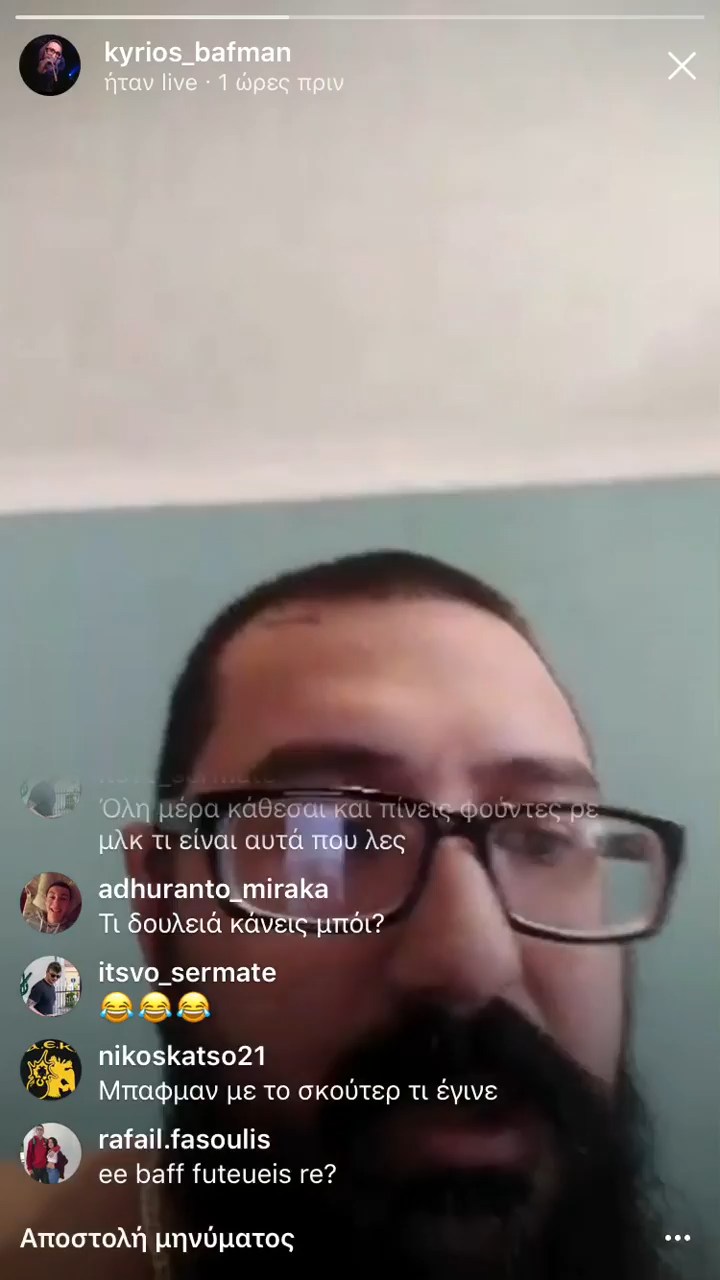 kyrios_bafman
ήταν live · 1 ώρες πριν
Όλη μέρα κάθεσαι και πίνεις φούντες ρε
μλκ τι είναι αυτά που λες
adhuranto_miraka
Τι δουλειά κάνεις μπόι?
itsvo_sermate
😂😂😂
nikoskatso21
Μπαφμαν με το σκούτερ τι έγινε
rafail.fasoulis
ee baff futeueis re?
Αποστολή μηνύματος